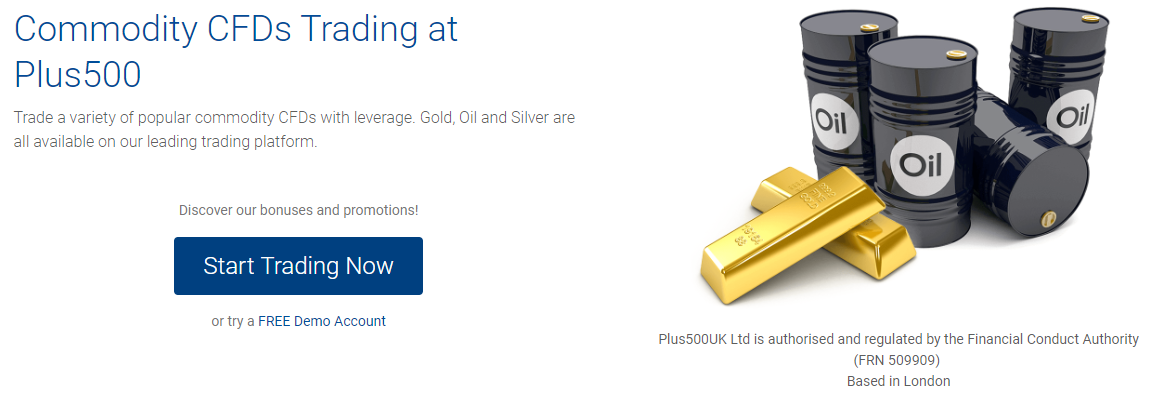 Commodity CFDs Trading at
Plus500
Trade a variety of popular commodity CFDs with leverage. Gold, Oil and Silver are
all available on our leading trading platform.
Discover our bonuses and promotions!
Start Trading Now
or try a FREE Demo Account
Oil
Oil
Oil
Plus500UK Ltd is authorised and regulated by the Financial Conduct Authority
(FRN 509909)
Based in London